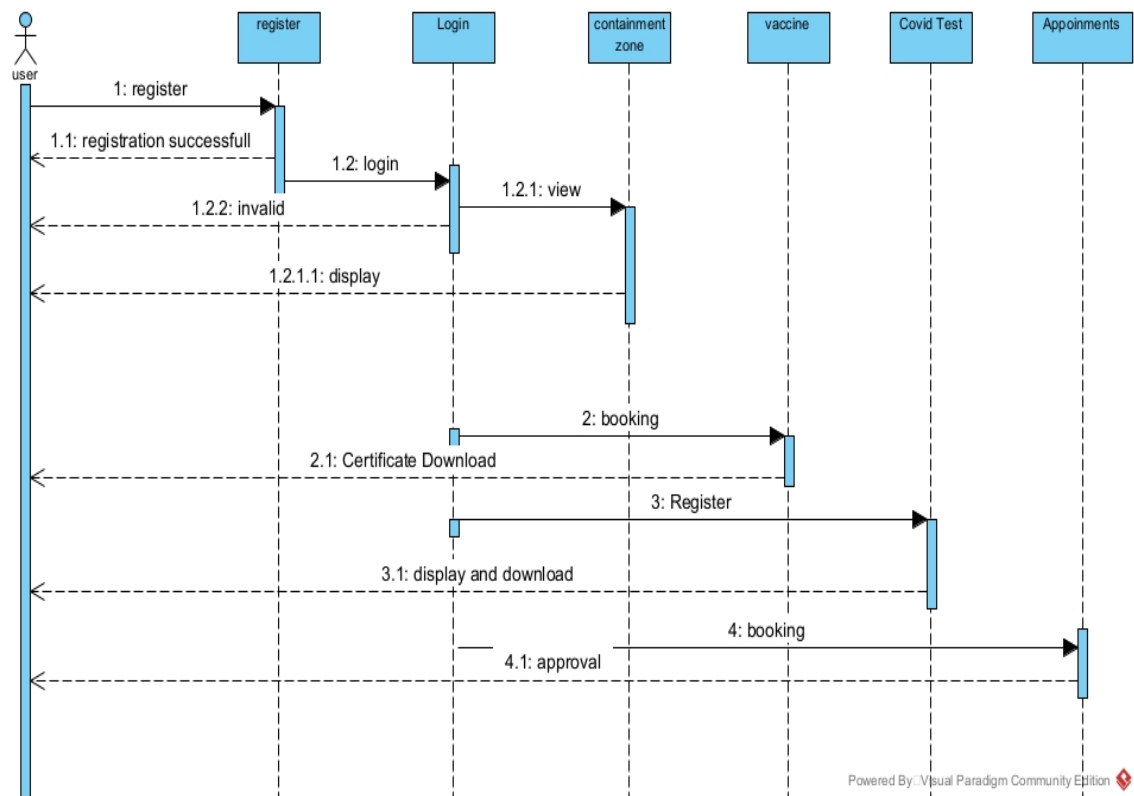 register
Login
containment
zone
vaccine
Covid Test
Appoinments
user
1: register
1.1: registration successfull
1.2: login
1.2.1: view
1.2.2: invalid
1.2.1.1: display
2: booking
2.1: Certificate Download
3: Register
3.1: display and download
4: booking
4.1: approval
Powered By Visual Paradigm Community Edition